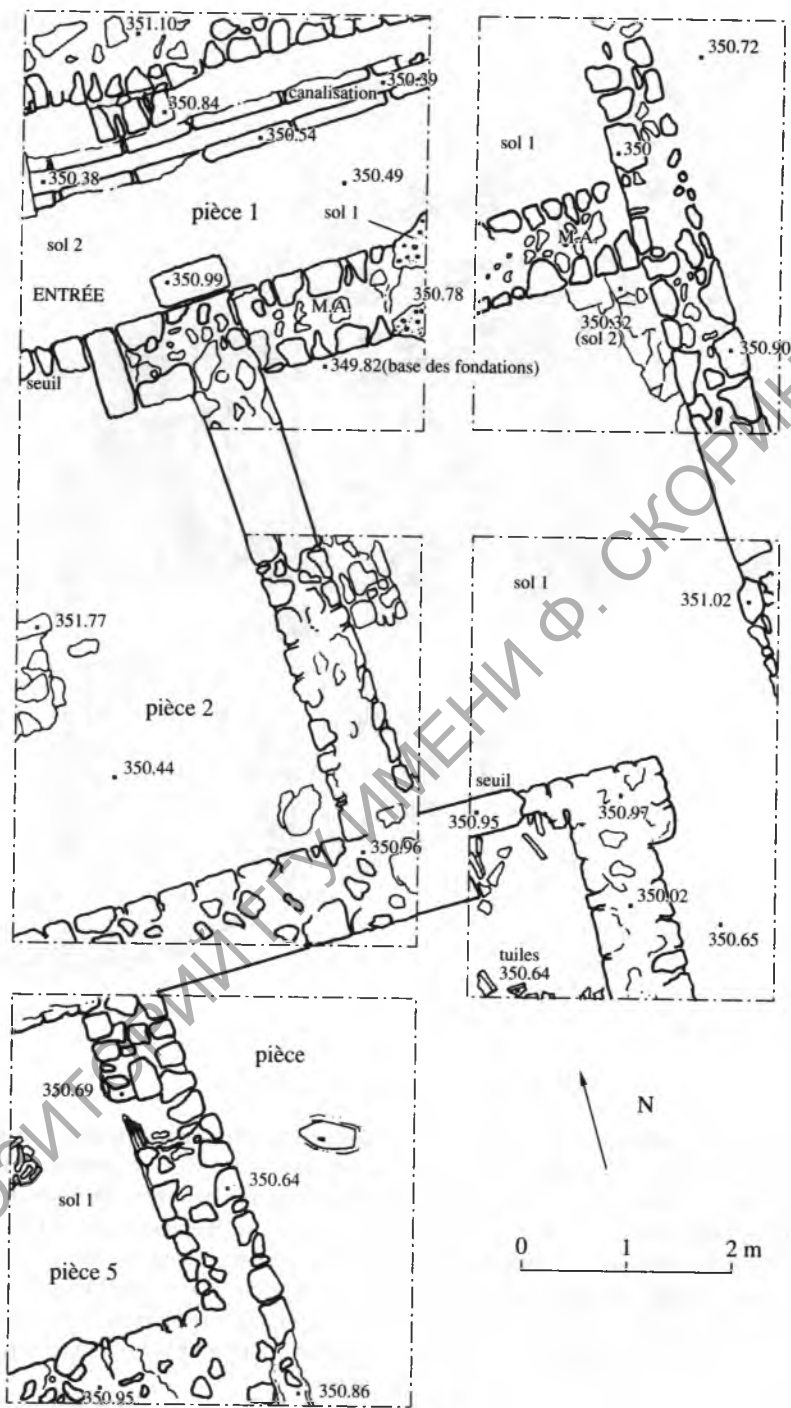 351.10
350.39
canalisation
350.84
350.54
350.38
350.49
pièce 1
sol 1
sol 2
350.99
ENTRÉE
M.A.
350.78
349.82(base des fondations)
seuil
350.72
sol 1
350
M.A.
350.32
(sol 2)
350.90
351.77
pièce 2
350.44
350.96
sol 1
351.02
seuil
350.95
350.97
350.02
350.65
tuiles
350.64
pièce
350.69
350.64
sol 1
pièce 5
350.95
350.86
N
0 1 2 m
ЗИТОРИЙ ГГУ ИМЕНИ Ф. СКОРИН